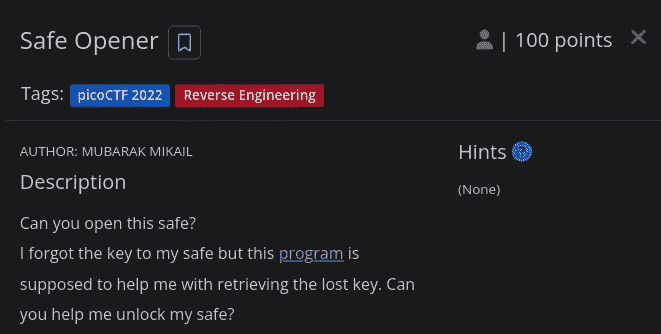 Safe Opener | 100 points ×
Tags: picoCTF 2022 Reverse Engineering
AUTHOR: MUBARAK MIKAIL
Hints ?
Description
(None)
Can you open this safe?
I forgot the key to my safe but this program is
supposed to help me with retrieving the lost key. Can
you help me unlock my safe?